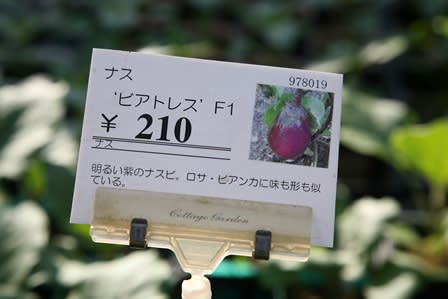 ナス
978019
'ビアトレス' F1
¥ 210
ナス
明るい紫のナスビ。ロサ・ビアンカに味も形も似
ている。
Cottage Garden